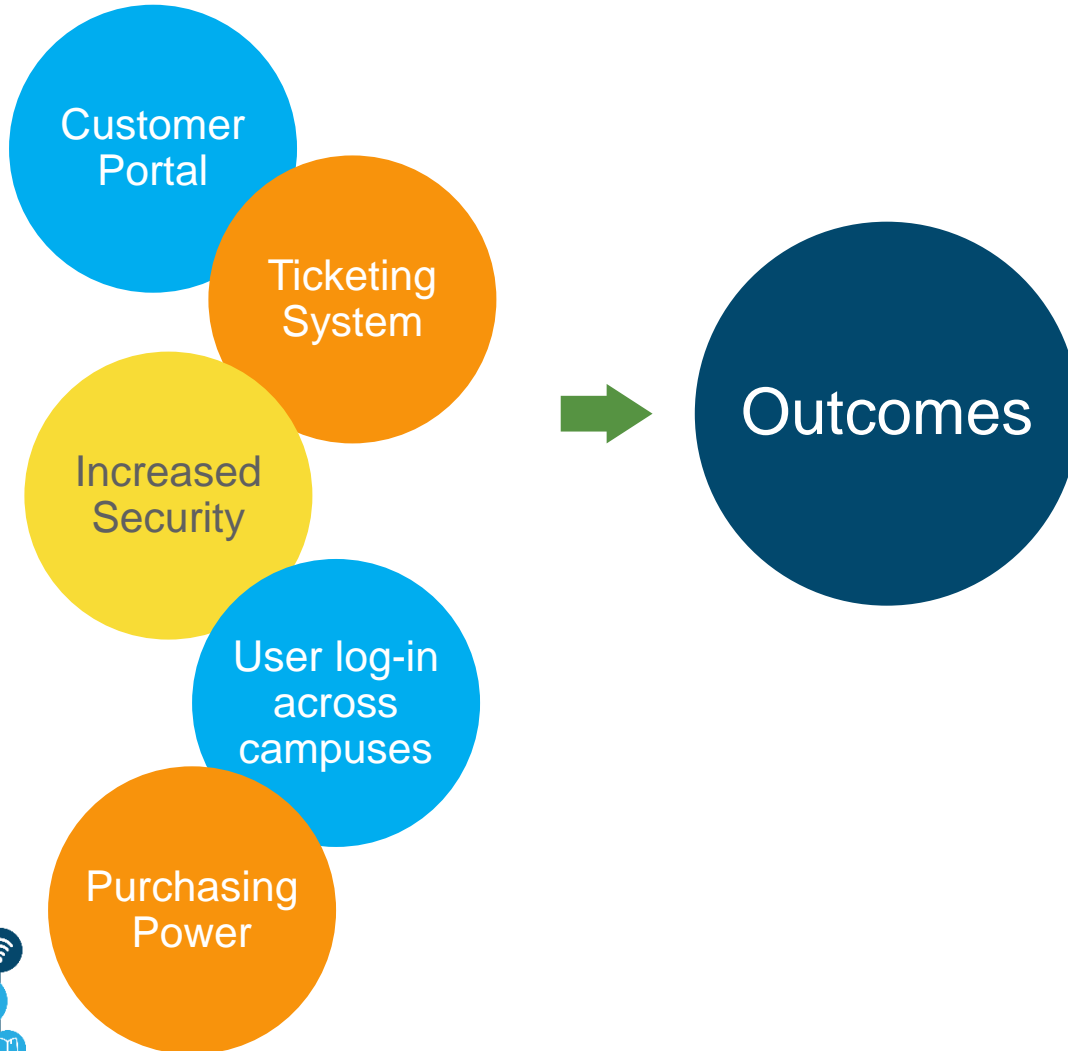 Customer
Portal
Ticketing
System
Increased
Security
User log-in
across
campuses
Purchasing
Power
Outcomes